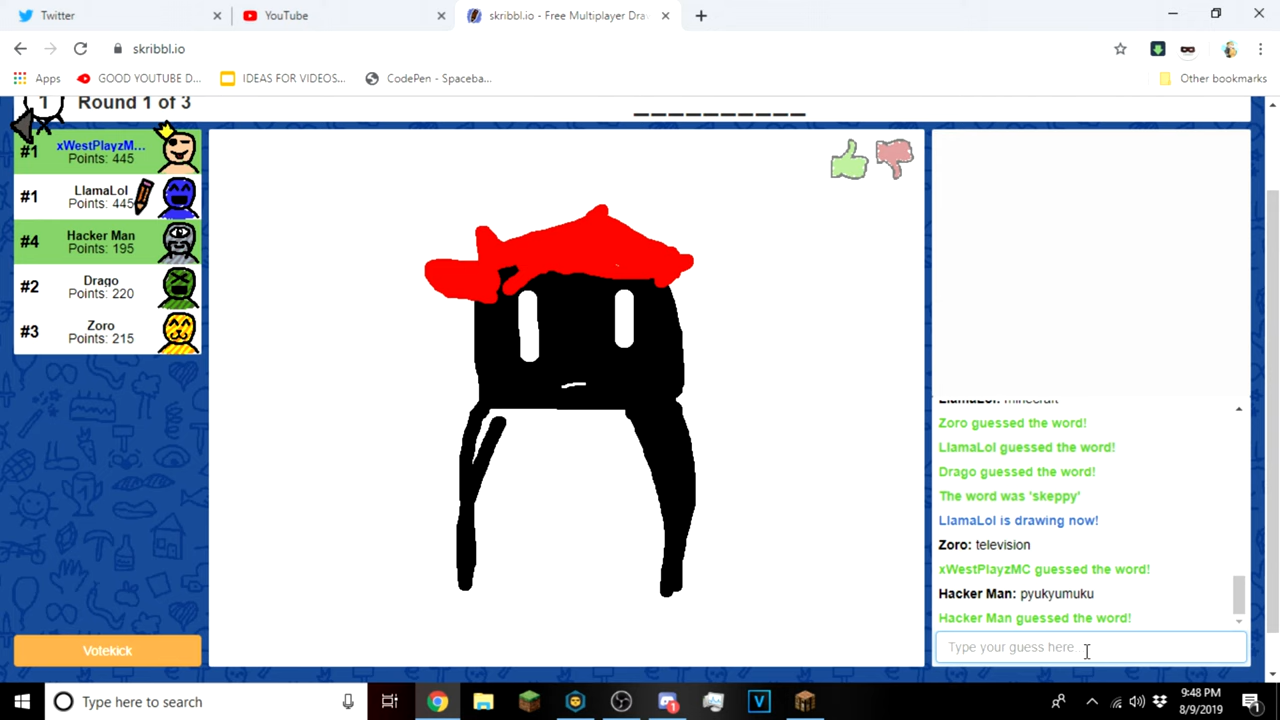 Twitter
YouTube
skribbl.io - Free Multiplayer Dra
skribbl.io
Apps
GOOD YOUTUBE D...
IDEAS FOR VIDEOS...
CodePen - Spaceba...
Other bookmarks
1
Round 1 of 3
__________
#1
xWestPlayzM...
Points: 445
#1
LlamaLol
Points: 445
#4
Hacker Man
Points: 195
#2
Drago
Points: 220
#3
Zoro
Points: 215
Votekick
LlamaLol: minecraft
Zoro guessed the word!
LlamaLol guessed the word!
Drago guessed the word!
The word was 'skeppy'
LlamaLol is drawing now!
Zoro: television
xWestPlayzMC guessed the word!
Hacker Man: pyukyumuku
Hacker Man guessed the word!
Type your guess here...
Type here to search
9:48 PM
8/9/2019